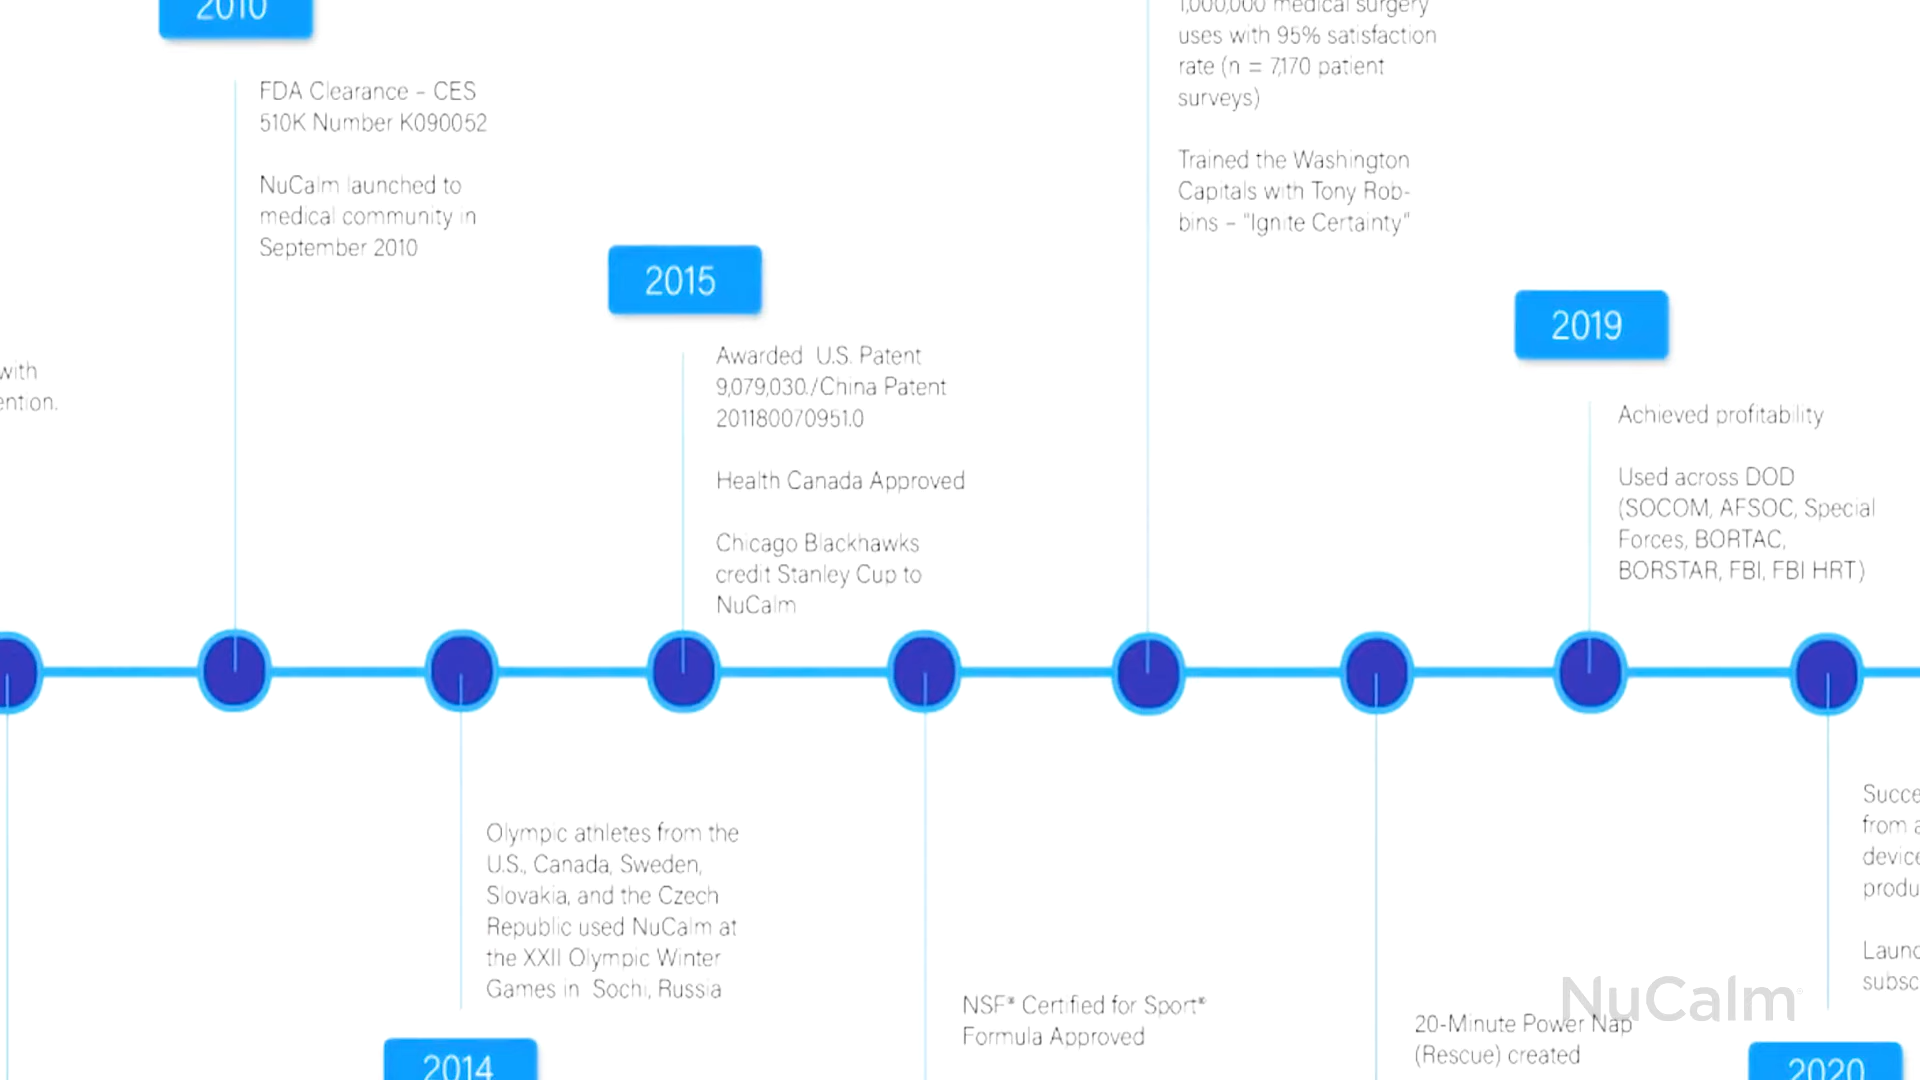 2010
FDA Clearance – CES
510K Number K090052
NuCalm launched to
medical community in
September 2010
with
2015
Awarded U.S. Patent
9,079,030./China Patent
201180070951.0
Health Canada Approved
Chicago Blackhawks
credit Stanley Cup to
NuCalm
1,000,000 medical surgery
uses with 95% satisfaction
rate (n = 7,170 patient
surveys)
Trained the Washington
Capitals with Tony Rob-
bins – "Ignite Certainty"
2019
Achieved profitability
Used across DOD
(SOCOM, AFSOC, Special
Forces, BORTAC,
BORSTAR, FBI, FBI HRT)
Olympic athletes from the
U.S., Canada, Sweden,
Slovakia, and the Czech
Republic used NuCalm at
the XXII Olympic Winter
Games in Sochi, Russia
2014
NSF® Certified for Sport®
Formula Approved
20-Minute Power Nap
(Rescue) created
from
2020
NuCalm